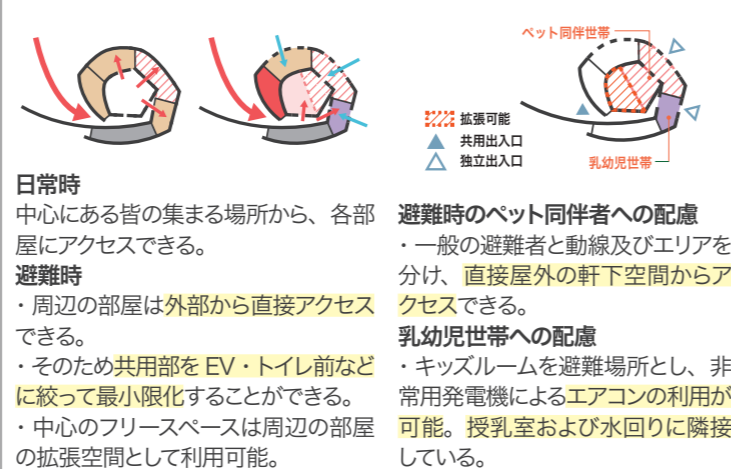 ペット同伴世帯
拡張可能
共用出入口
独立出入口
乳幼児世帯
日常時
中心にある皆の集まる場所から、各部
屋にアクセスできる。
避難時
・周辺の部屋は外部から直接アクセス
できる。
・そのため共用部を EV・トイレ前など
に絞って最小限化することができる。
・中心のフリースペースは周辺の部屋
の拡張空間として利用可能。
避難時のペット同伴者への配慮
・一般の避難者と動線及びエリアを
分け、直接屋外の軒下空間からア
クセスできる。
乳幼児世帯への配慮
・キッズルームを避難場所とし、非
常用発電機によるエアコンの利用が
可能。授乳室および水回りに隣接
している。